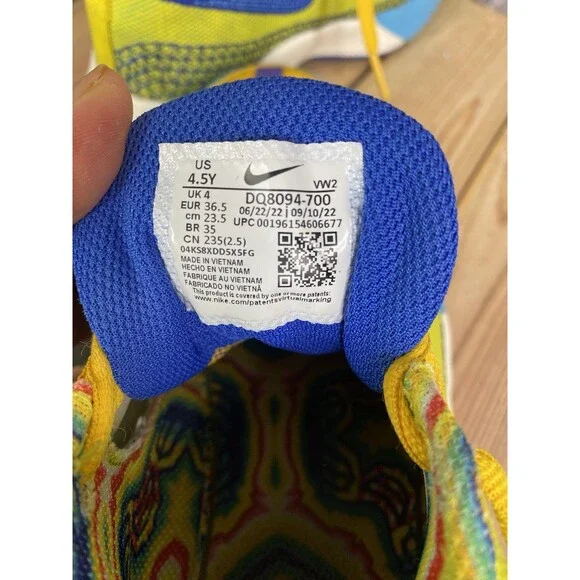 US
4.5Y
VW2
UK 4
EUR 36.5
cm 23.5
BR 35
CN 235(2.5)
DQ8094-700
06/22/22 | 09/10/22
UPC 00196154606677
04KS8XDD5X5FG
MADE IN VIETNAM
HECHO EN VIETNAM
FABRIQUE AU VIETNAM
FABRICADO NO VIETNÃ
This product is covered by
one or more patents. See
www.nike.com/patentsvirtualmarking